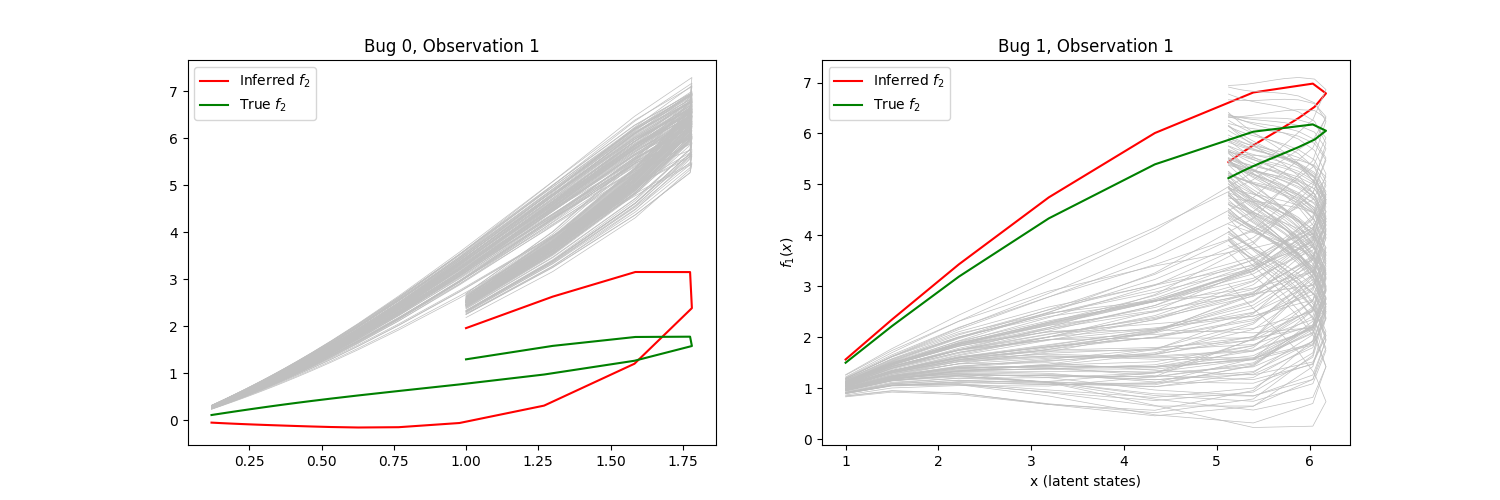 Bug 0, Observation 1
Inferred f₂
True f₂
7
6
5
4
3
2
1
0
0.25 0.50 0.75 1.00 1.25 1.50 1.75
Bug 1, Observation 1
Inferred f₂
True f₂
7
6
5
4
3
2
1
0
f₁(x)
1 2 3 4 5 6
x (latent states)